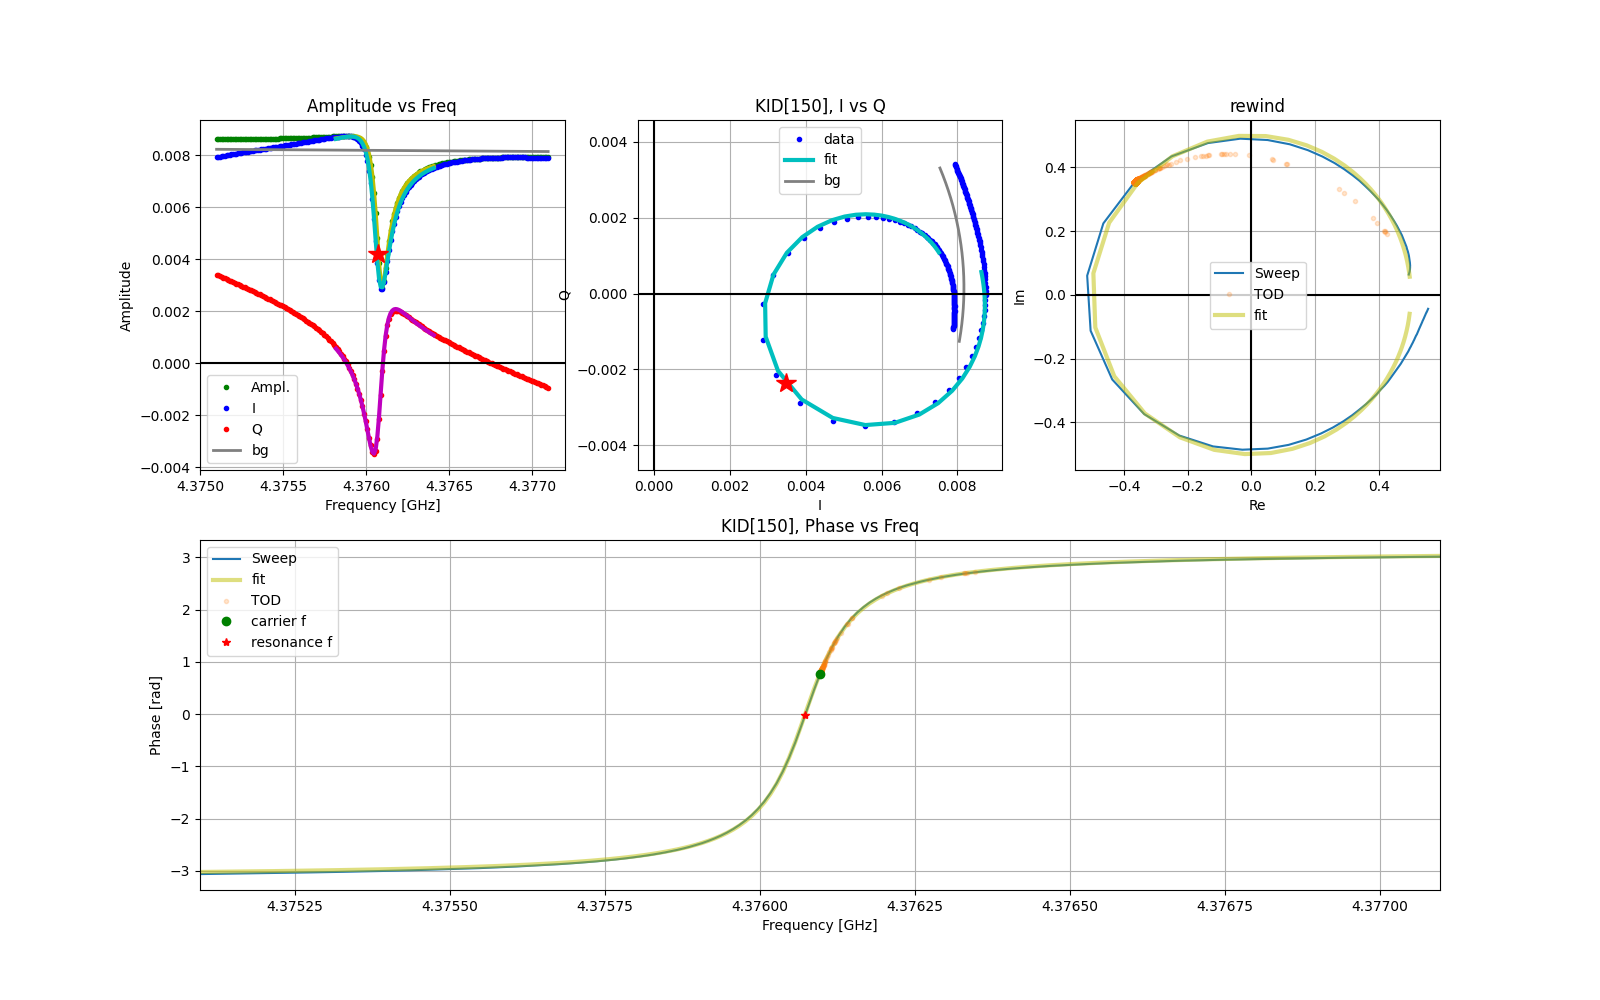 Amplitude vs Freq
Amplitude
0.008
0.006
0.004
0.002
0.000
−0.002
−0.004
Ampl.
I
Q
bg
4.3750 4.3755 4.3760 4.3765 4.3770
Frequency [GHz]
KID[150], I vs Q
Q
0.004
0.002
0.000
−0.002
−0.004
data
fit
bg
0.000 0.002 0.004 0.006 0.008
I
rewind
Im
0.4
0.2
0.0
−0.2
−0.4
Sweep
TOD
fit
−0.4 −0.2 0.0 0.2 0.4
Re
KID[150], Phase vs Freq
Phase [rad]
3
2
1
0
−1
−2
−3
Sweep
fit
TOD
carrier f
resonance f
4.37525 4.37550 4.37575 4.37600 4.37625 4.37650 4.37675 4.37700
Frequency [GHz]